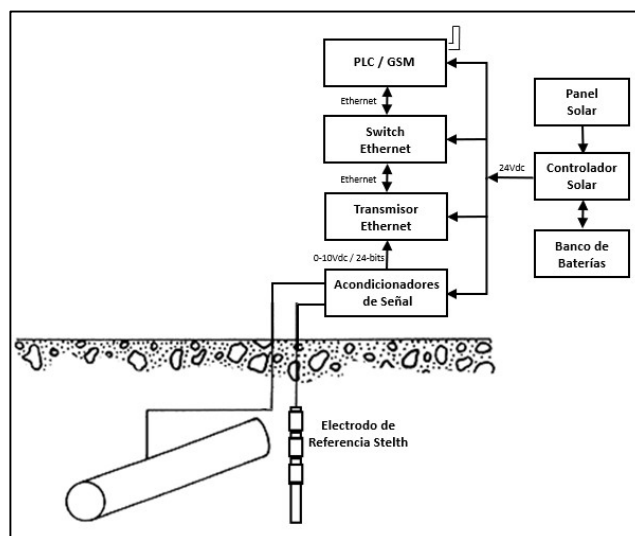 PLC / GSM
Ethernet
Switch
Ethernet
Ethernet
Transmisor
Ethernet
0-10Vdc / 24-bits
Acondicionadores
de Señal
24Vdc
Panel
Solar
Controlador
Solar
Banco de
Baterías
Electrodo de
Referencia Stelth